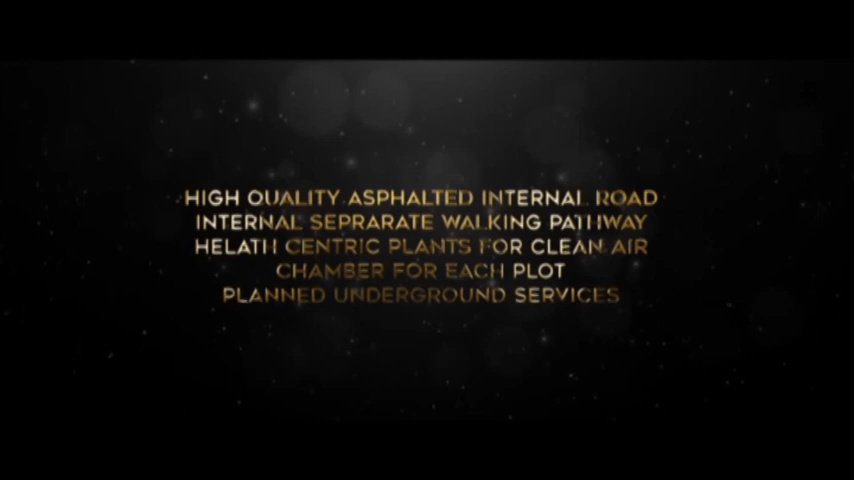 HIGH QUALITY ASPHALTED INTERNAL ROAD
INTERNAL SEPRARATE WALKING PATHWAY
HELATH CENTRIC PLANTS FOR CLEAN AIR
CHAMBER FOR EACH PLOT
PLANNED UNDERGROUND SERVICES